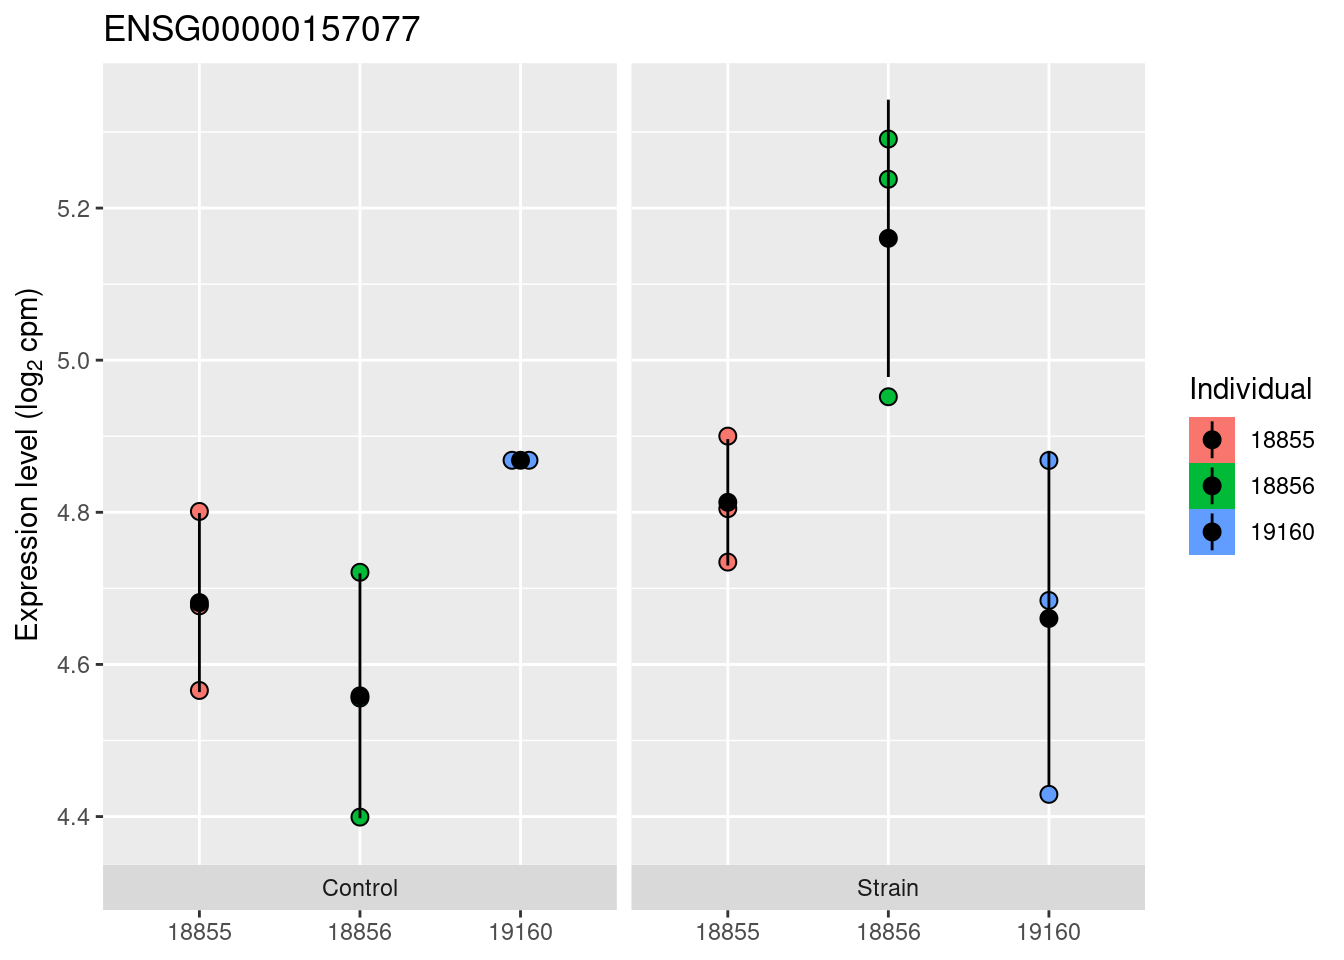 ENSG00000157077
Expression level (log₂ cpm)
5.2
5.0
4.8
4.6
4.4
Control
Strain
18855
18856
19160
18855
18856
19160
Individual
18855
18856
19160